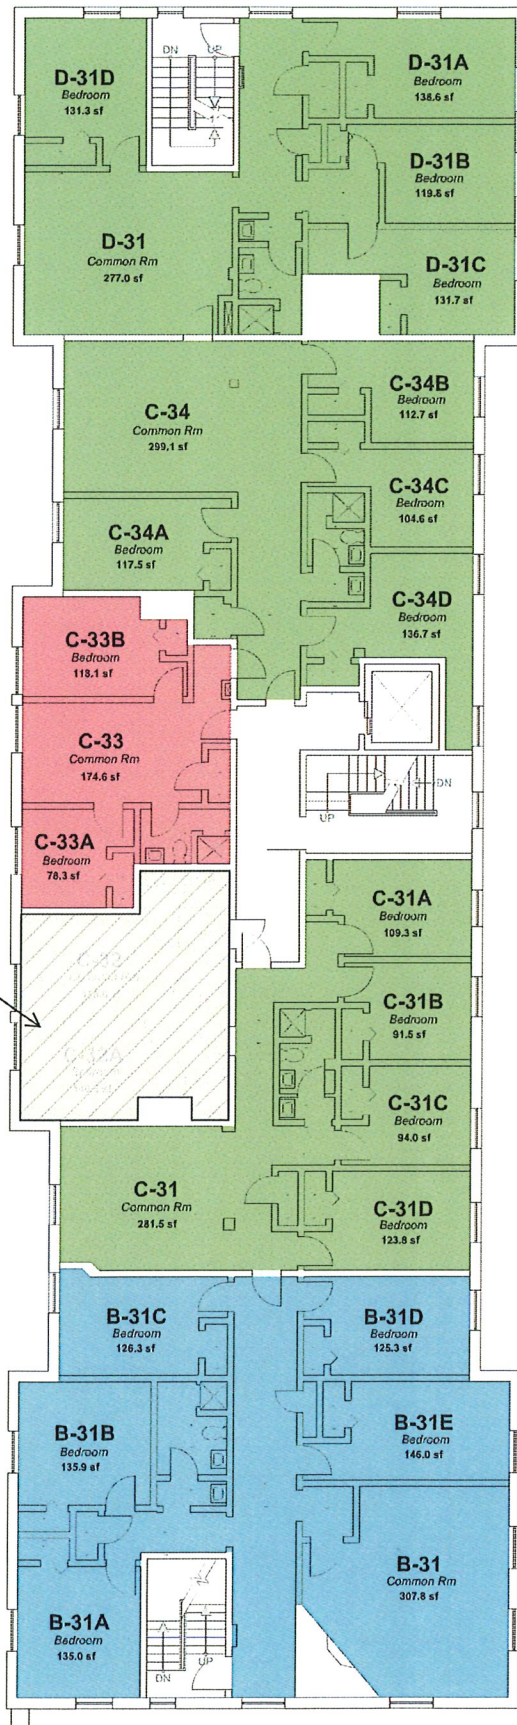 D-31D
Bedroom
131.3 sf
DN
UP
D-31A
Bedroom
138.6 sf
D-31B
Bedroom
119.8 sf
D-31
Common Rm
277.0 sf
D-31C
Bedroom
131.7 sf
C-34
Common Rm
299.1 sf
C-34B
Bedroom
112.7 sf
C-34C
Bedroom
104.6 sf
C-34A
Bedroom
117.5 sf
C-34D
Bedroom
136.7 sf
C-33B
Bedroom
118.1 sf
C-33
Common Rm
174.6 sf
DN
UP
C-33A
Bedroom
78.3 sf
C-31A
Bedroom
109.3 sf
C-32
C-31B
Bedroom
91.5 sf
C-32A
C-31C
Bedroom
94.0 sf
C-31
Common Rm
281.5 sf
C-31D
Bedroom
123.8 sf
B-31C
Bedroom
126.3 sf
B-31D
Bedroom
125.3 sf
B-31B
Bedroom
135.9 sf
B-31E
Bedroom
146.0 sf
B-31
Common Rm
307.8 sf
B-31A
Bedroom
135.0 sf
DN
UP